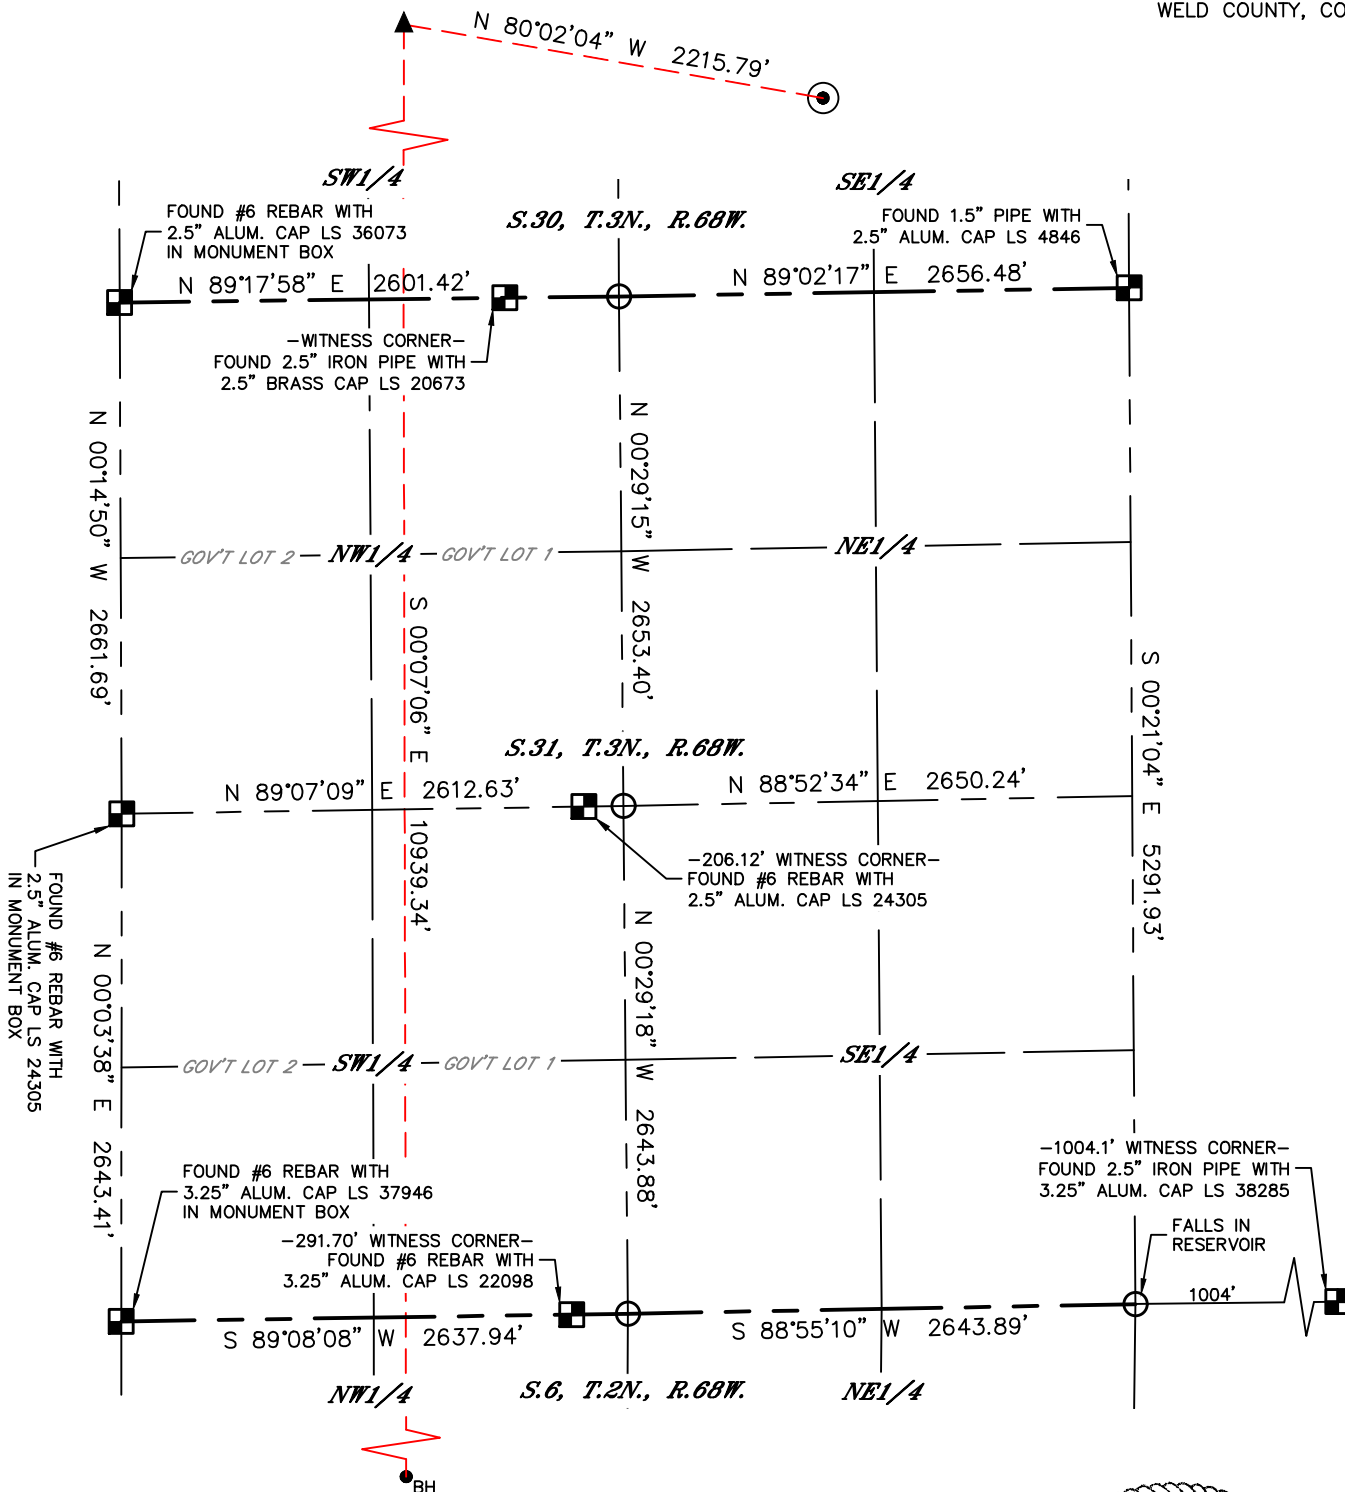 WELD COUNTY, CO
N 80°02'04" W 2215.79'
SW1/4
SE1/4
FOUND #6 REBAR WITH
2.5" ALUM. CAP LS 36073
IN MONUMENT BOX
S.30, T.3N., R.68W.
FOUND 1.5" PIPE WITH
2.5" ALUM. CAP LS 4846
N 89°17'58" E 2601.42'
N 89°02'17" E 2656.48'
-WITNESS CORNER-
FOUND 2.5" IRON PIPE WITH
2.5" BRASS CAP LS 20673
N 00°14'50" W 2661.69'
N 00°29'15" W 2653.40'
GOV'T LOT 2
NW1/4
GOV'T LOT 1
NE1/4
S 00°07'06" E 10939.34'
S 00°21'04" E 5291.93'
S.31, T.3N., R.68W.
N 89°07'09" E 2612.63'
N 88°52'34" E 2650.24'
-206.12' WITNESS CORNER-
FOUND #6 REBAR WITH
2.5" ALUM. CAP LS 24305
FOUND #6 REBAR WITH
2.5" ALUM. CAP LS 24305
IN MONUMENT BOX
N 00°03'38" E 2643.41'
N 00°29'18" W 2643.88'
GOV'T LOT 2
SW1/4
GOV'T LOT 1
SE1/4
-1004.1' WITNESS CORNER-
FOUND 2.5" IRON PIPE WITH
3.25" ALUM. CAP LS 38285
FOUND #6 REBAR WITH
3.25" ALUM. CAP LS 37946
IN MONUMENT BOX
-291.70' WITNESS CORNER-
FOUND #6 REBAR WITH
3.25" ALUM. CAP LS 22098
FALLS IN
RESERVOIR
1004'
S 89°08'08" W 2637.94'
S 88°55'10" W 2643.89'
NW1/4
S.6, T.2N., R.68W.
NE1/4
BH